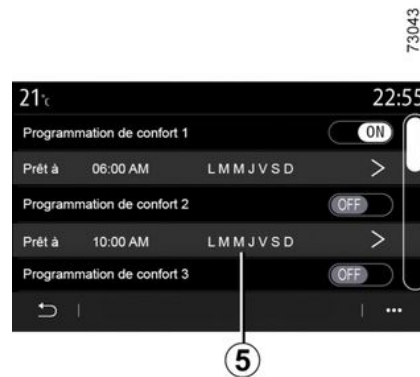 73043
21°C 22:55
Programmation de confort 1 ON
Prêt à 06:00 AM L M M J V S D >
Programmation de confort 2 OFF
Prêt à 10:00 AM L M M J V S D >
Programmation de confort 3 OFF
5